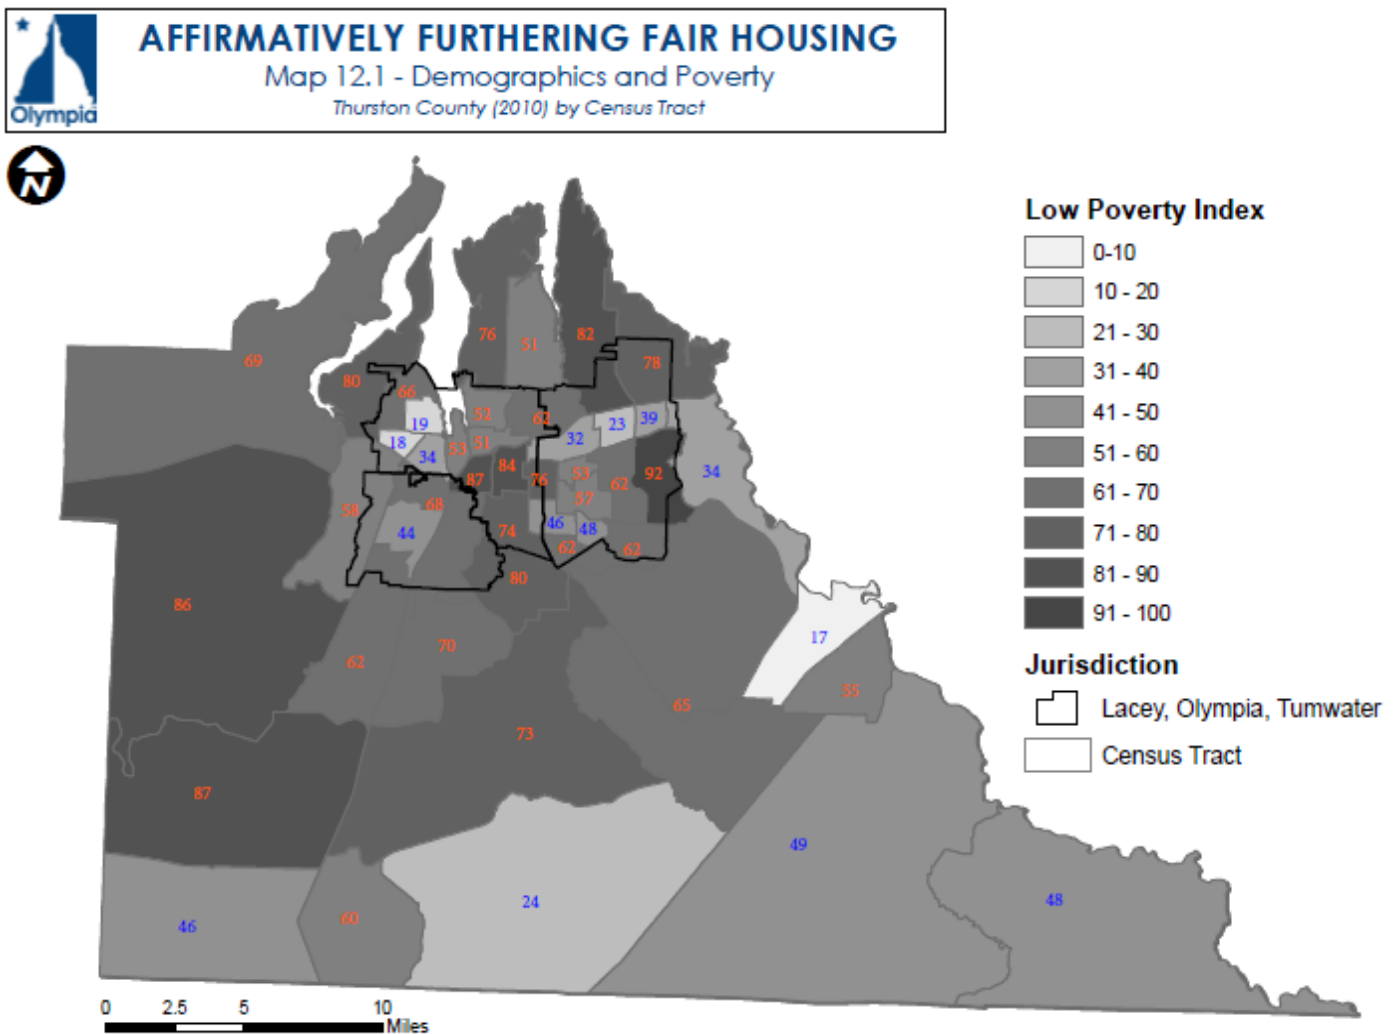 AFFIRMATIVELY FURTHERING FAIR HOUSING
Map 12.1 - Demographics and Poverty
Thurston County (2010) by Census Tract
Olympia
N
Low Poverty Index
0-10
10 - 20
21 - 30
31 - 40
41 - 50
51 - 60
61 - 70
71 - 80
81 - 90
91 - 100
Jurisdiction
Lacey, Olympia, Tumwater
Census Tract
76
51
82
69
78
80
66
52
62
19
23
39
32
18
53
51
34
84
87
76
53
62
92
34
57
58
68
44
74
46
48
62
62
80
86
17
70
62
55
65
73
87
49
24
48
46
60
0
2.5
5
10
Miles